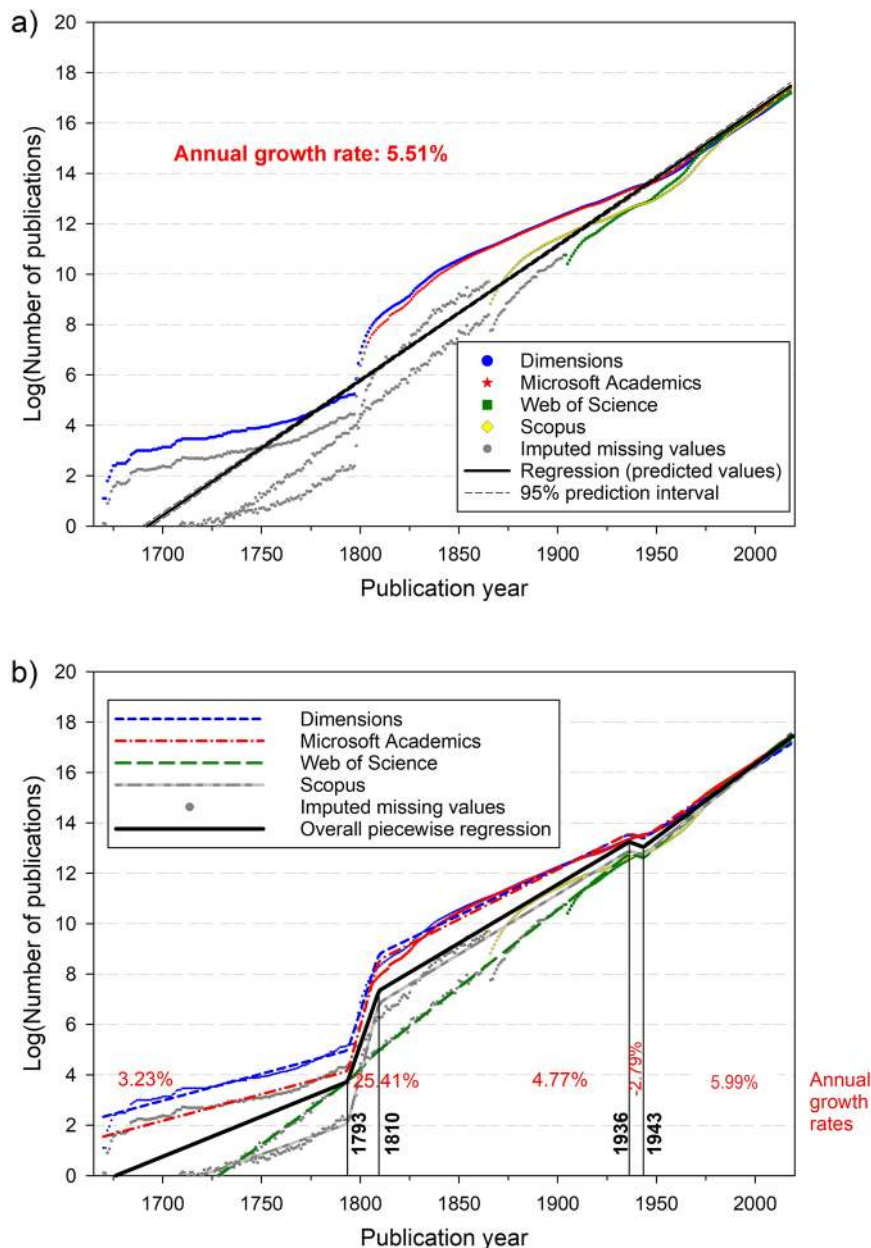 a)
20
18
16
14
12
10
8
6
4
2
0
Log(Number of publications)
Annual growth rate: 5.51%
Dimensions
Microsoft Academics
Web of Science
Scopus
Imputed missing values
Regression (predicted values)
95% prediction interval
1700 1750 1800 1850 1900 1950 2000
Publication year
b)
20
18
16
14
12
10
8
6
4
2
0
Log(Number of publications)
Dimensions
Microsoft Academics
Web of Science
Scopus
Imputed missing values
Overall piecewise regression
3.23% 25.41% 4.77% -2.79% 5.99%
Annual
growth
rates
1793 1810 1936 1943
1700 1750 1800 1850 1900 1950 2000
Publication year